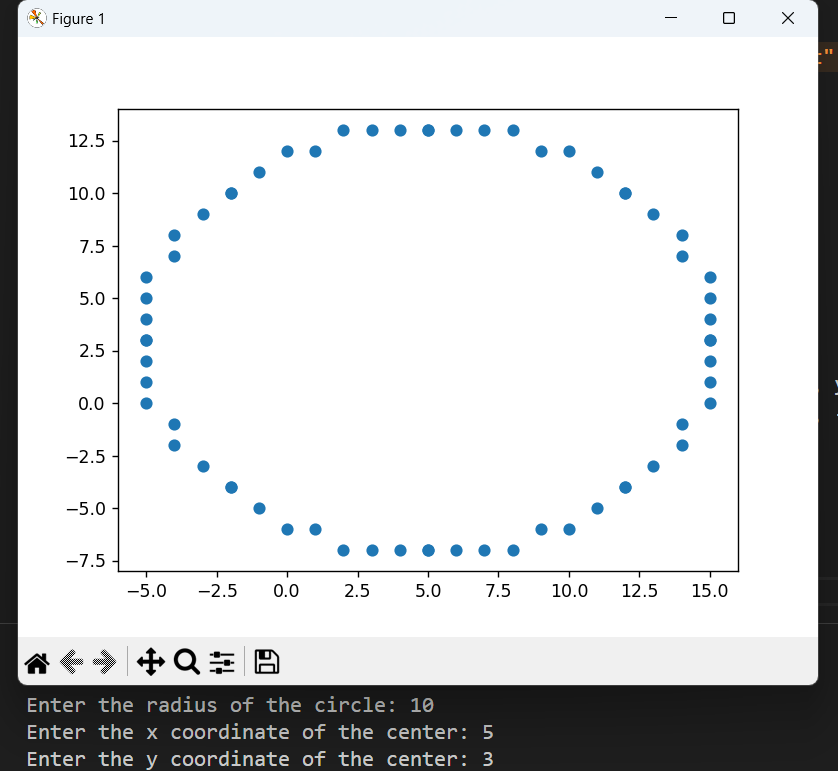 Figure 1
t"
12.5
10.0
7.5
5.0
2.5
0.0
−2.5
−5.0
−7.5
−5.0 −2.5 0.0 2.5 5.0 7.5 10.0 12.5 15.0
Enter the radius of the circle: 10
Enter the x coordinate of the center: 5
Enter the y coordinate of the center: 3